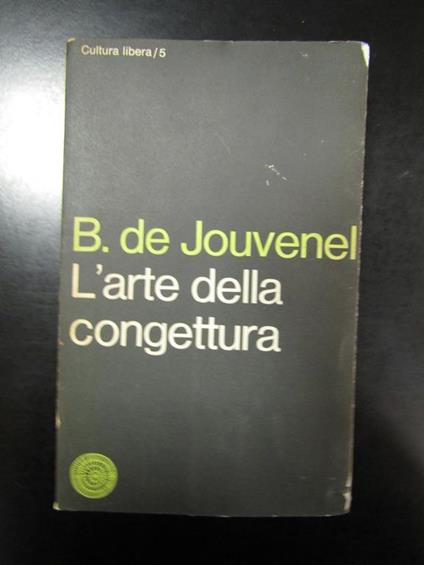 Cultura libera/5
B. de Jouvenel
L'arte della
congettura